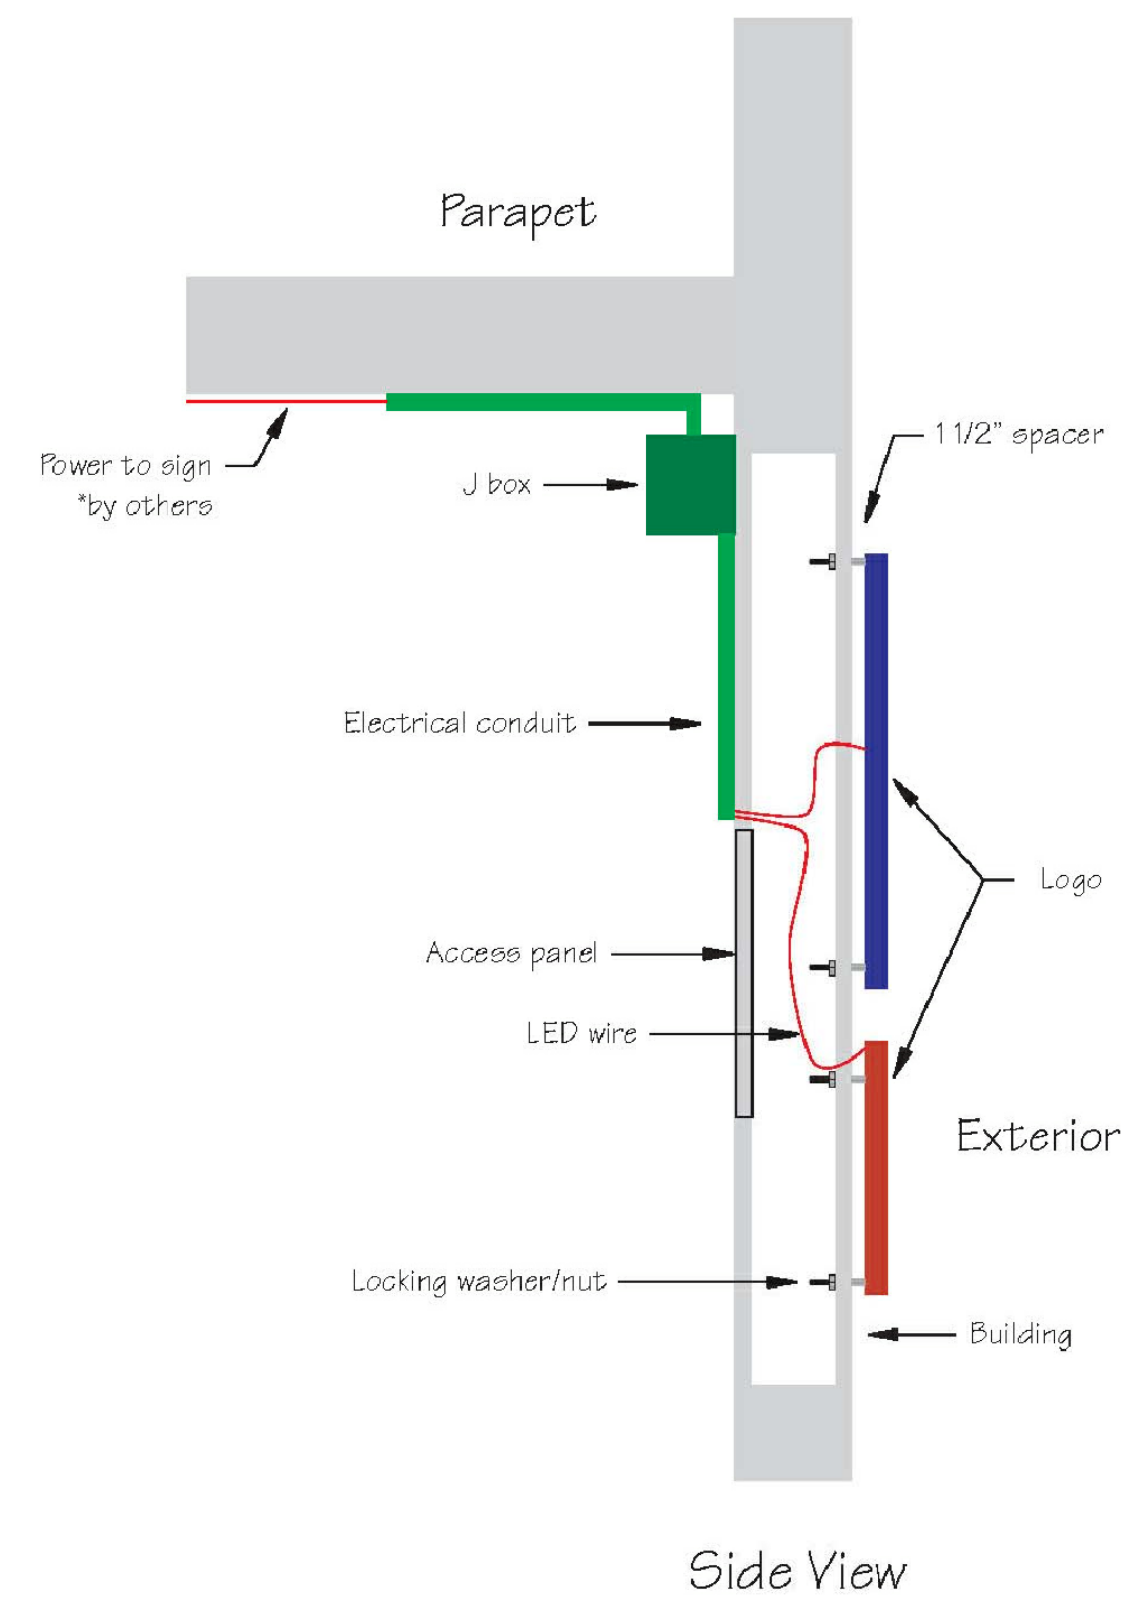 Parapet
1 1/2" spacer
Power to sign
*by others
J box
Electrical conduit
Logo
Access panel
LED wire
Exterior
Locking washer/nut
Building
Side View